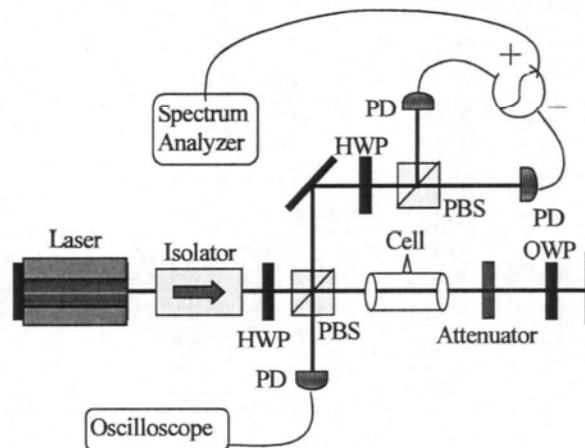 +
PD
Spectrum
Analyzer
−
HWP
PBS
PD
Laser
Isolator
Cell
QWP
HWP
PBS
Attenuator
PD
Oscilloscope